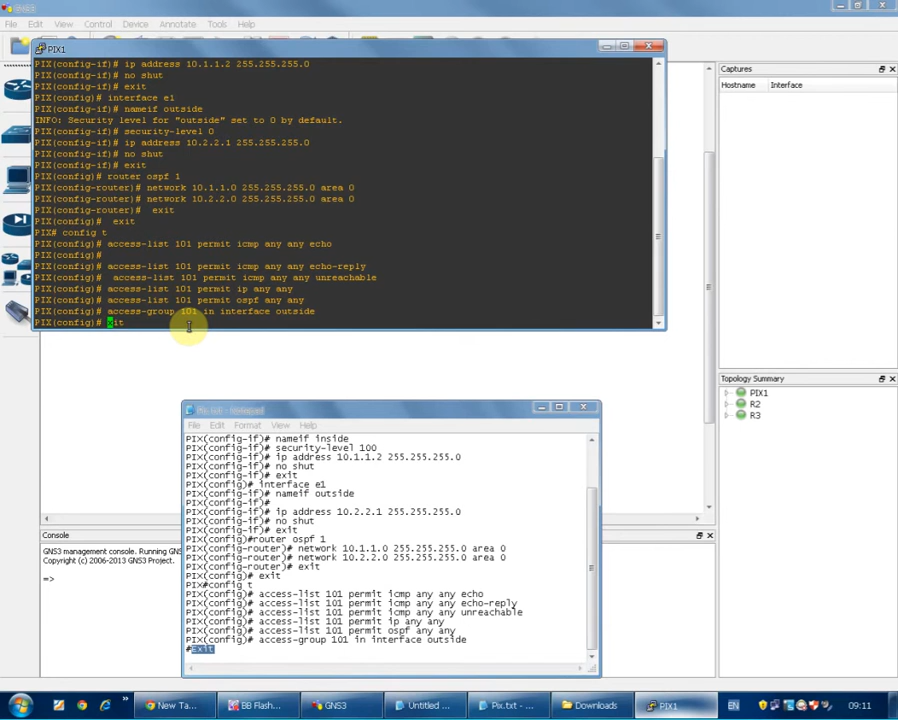 GNS3
File Edit View Control Device Annotate Tools Help
PIX1
PIX(config-if)# ip address 10.1.1.2 255.255.255.0
PIX(config-if)# no shut
PIX(config-if)# exit
PIX(config)# interface e1
PIX(config-if)# nameif outside
INFO: Security level for "outside" set to 0 by default.
PIX(config-if)# security-level 0
PIX(config-if)# ip address 10.2.2.1 255.255.255.0
PIX(config-if)# no shut
PIX(config-if)# exit
PIX(config)# router ospf 1
PIX(config-router)# network 10.1.1.0 255.255.255.0 area 0
PIX(config-router)# network 10.2.2.0 255.255.255.0 area 0
PIX(config-router)#  exit
PIX(config)#  exit
PIX# config t
PIX(config)# access-list 101 permit icmp any any echo
PIX(config)#
PIX(config)# access-list 101 permit icmp any any echo-reply
PIX(config)#  access-list 101 permit icmp any any unreachable
PIX(config)# access-list 101 permit ip any any
PIX(config)# access-list 101 permit ospf any any
PIX(config)# access-group 101 in interface outside
PIX(config)# xit
Captures
Hostname Interface
Topology Summary
PIX1
R2
R3
Pix.txt - Notepad
File Edit Format View Help
PIX(config-if)# nameif inside
PIX(config-if)# security-level 100
PIX(config-if)# ip address 10.1.1.2 255.255.255.0
PIX(config-if)# no shut
PIX(config-if)# exit
PIX(config)# interface e1
PIX(config-if)# nameif outside
PIX(config-if)#
PIX(config-if)# ip address 10.2.2.1 255.255.255.0
PIX(config-if)# no shut
PIX(config-if)# exit
PIX(config)#router ospf 1
PIX(config-router)# network 10.1.1.0 255.255.255.0 area 0
PIX(config-router)# network 10.2.2.0 255.255.255.0 area 0
PIX(config-router)# exit
PIX(config)# exit
PIX#config t
PIX(config)# access-list 101 permit icmp any any echo
PIX(config)# access-list 101 permit icmp any any echo-reply
PIX(config)# access-list 101 permit icmp any any unreachable
PIX(config)# access-list 101 permit ip any any
PIX(config)# access-list 101 permit ospf any any
PIX(config)# access-group 101 in interface outside
#Exit
Console
GNS3 management console. Running GNS
Copyright (c) 2006-2013 GNS3 Project.
=>
New Ta...
BB Flash...
GNS3
Untitled ...
Pix.txt - ...
Downloads
PIX1
EN
09:11